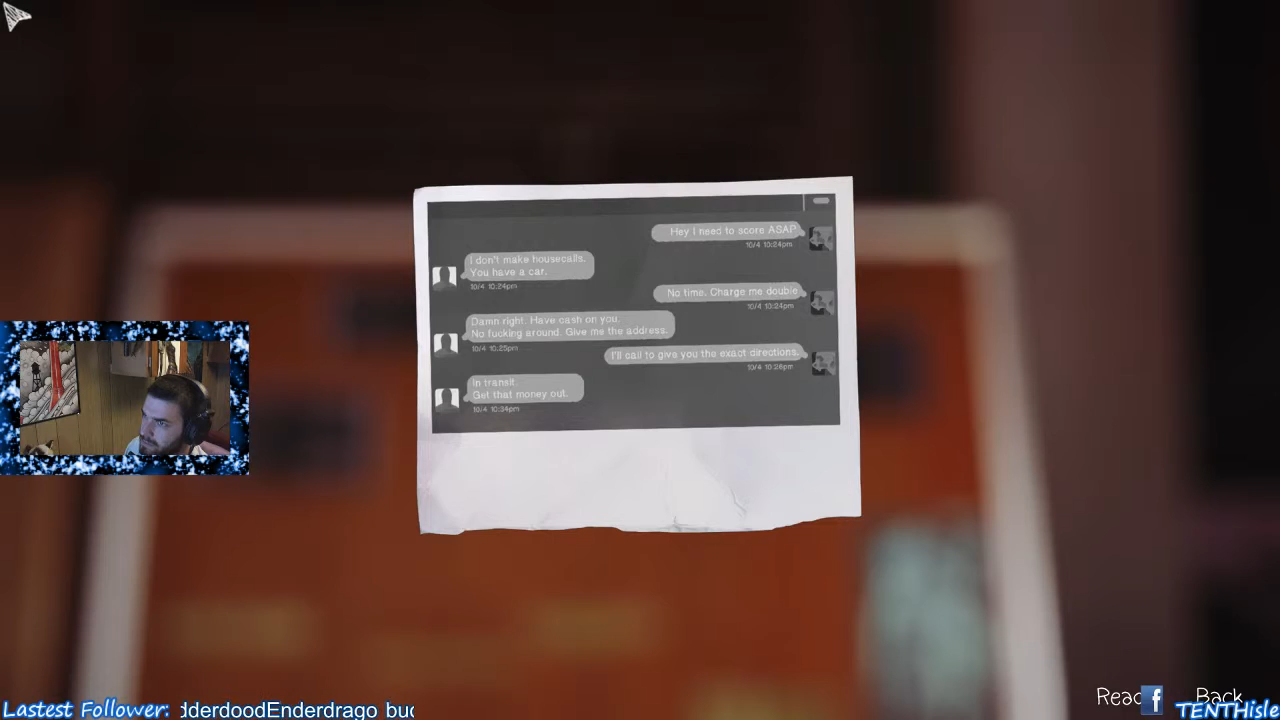 Hey I need to score ASAP
10/4 10:24pm
I don't make housecalls.
You have a car.
10/4 10:24pm
No time. Charge me double
10/4 10:24pm
Damn right. Have cash on you.
No fucking around. Give me the address.
10/4 10:25pm
I'll call to give you the exact directions.
10/4 10:26pm
In transit.
Get that money out.
10/4 10:34pm
Read Back
Lastest Follower: dderdoodEnderdrago buc
TENTHisle